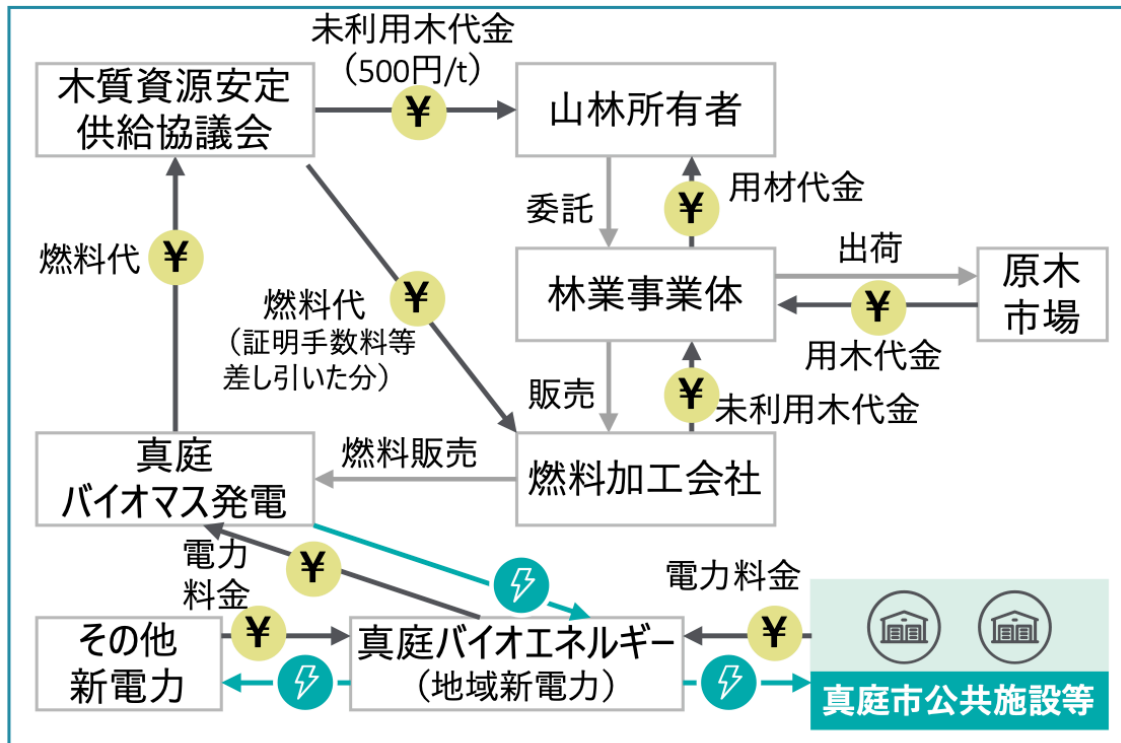 未利用木代金
（500円/t）
木質資源安定
供給協議会
¥
山林所有者
委託
¥
用材代金
燃料代
¥
燃料代
（証明手数料等
差し引いた分）
¥
林業事業体
出荷
¥
用木代金
原木
市場
販売
¥
未利用木代金
真庭
バイオマス発電
燃料販売
燃料加工会社
電力
料金
¥
¥
電力料金
¥
その他
新電力
真庭バイオエネルギー
（地域新電力）
真庭市公共施設等